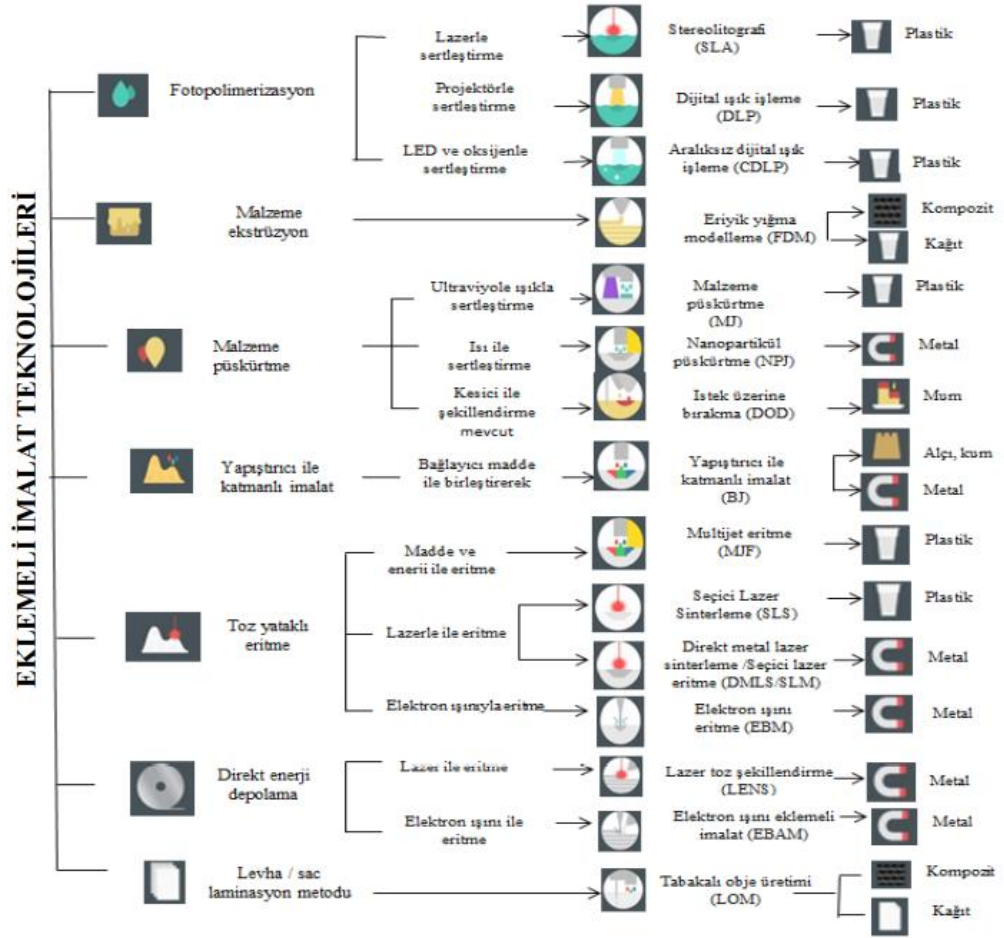 EKLEMELİ İMALAT TEKNOLOJİLERİ
Fotopolimerizasyon
Lazerle
sertleştirme
Stereolitografi
(SLA)
Plastik
Projektörle
sertleştirme
Dijital ışık işleme
(DLP)
Plastik
LED ve oksijenle
sertleştirme
Aralıksız dijital ışık
işleme (CDLP)
Plastik
Malzeme
ekstrüzyon
Eriyik yığma
modelleme (FDM)
Kompozit
Kağıt
Malzeme
püskürtme
Ultraviyole ışıkla
sertleştirme
Malzeme
püskürtme
(MJ)
Plastik
Isı ile
sertleştirme
Nanopartikül
püskürtme (NPJ)
Metal
Kesici ile
şekillendirme
mevcut
Istek üzerine
bırakma (DOD)
Mum
Yapıştırıcı ile
katmanlı imalat
Bağlayıcı madde
ile birleştirerek
Yapıştırıcı ile
katmanlı imalat
(BJ)
Alçı, kum
Metal
Toz yataklı
eritme
Madde ve
enerii ile eritme
Multijet eritme
(MJF)
Plastik
Lazerle ile eritme
Seçici Lazer
Sinterleme (SLS)
Plastik
Direkt metal lazer
sinterleme /Seçici lazer
eritme (DMLS/SLM)
Metal
Elektron ışınıyla eritme
Elektron ışını
eritme (EBM)
Metal
Direkt enerji
depolama
Lazer ile eritme
Lazer toz şekillendirme
(LENS)
Metal
Elektron ışını ile
eritme
Elektron ışını eklemeli
imalat (EBAM)
Metal
Levha / sac
laminasyon metodu
Tabakalı obje üretimi
(LOM)
Kompozit
Kağıt